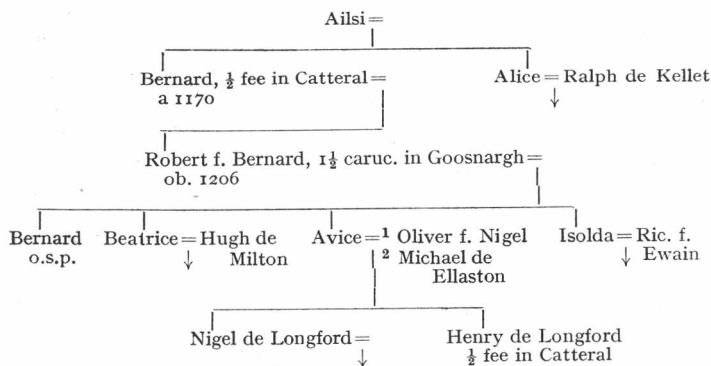 Ailsi=
Bernard, ½ fee in Catteral= Alice=Ralph de Kellet
a 1170 ↓
Robert f. Bernard, 1½ caruc. in Goosnargh=
ob. 1206
Bernard Beatrice=Hugh de Avice=¹ Oliver f. Nigel Isolda=Ric. f.
o.s.p. ↓ Milton ² Michael de ↓ Ewain
Ellaston
Nigel de Longford= Henry de Longford
↓ ½ fee in Catteral